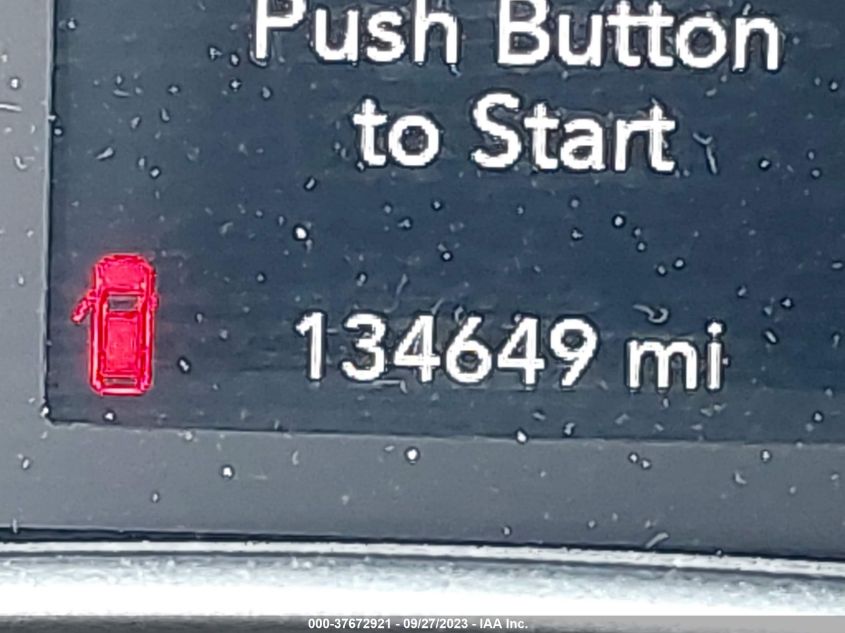 Push Button
to Start
134649 mi
000-37672921 - 09/27/2023 - IAA Inc.